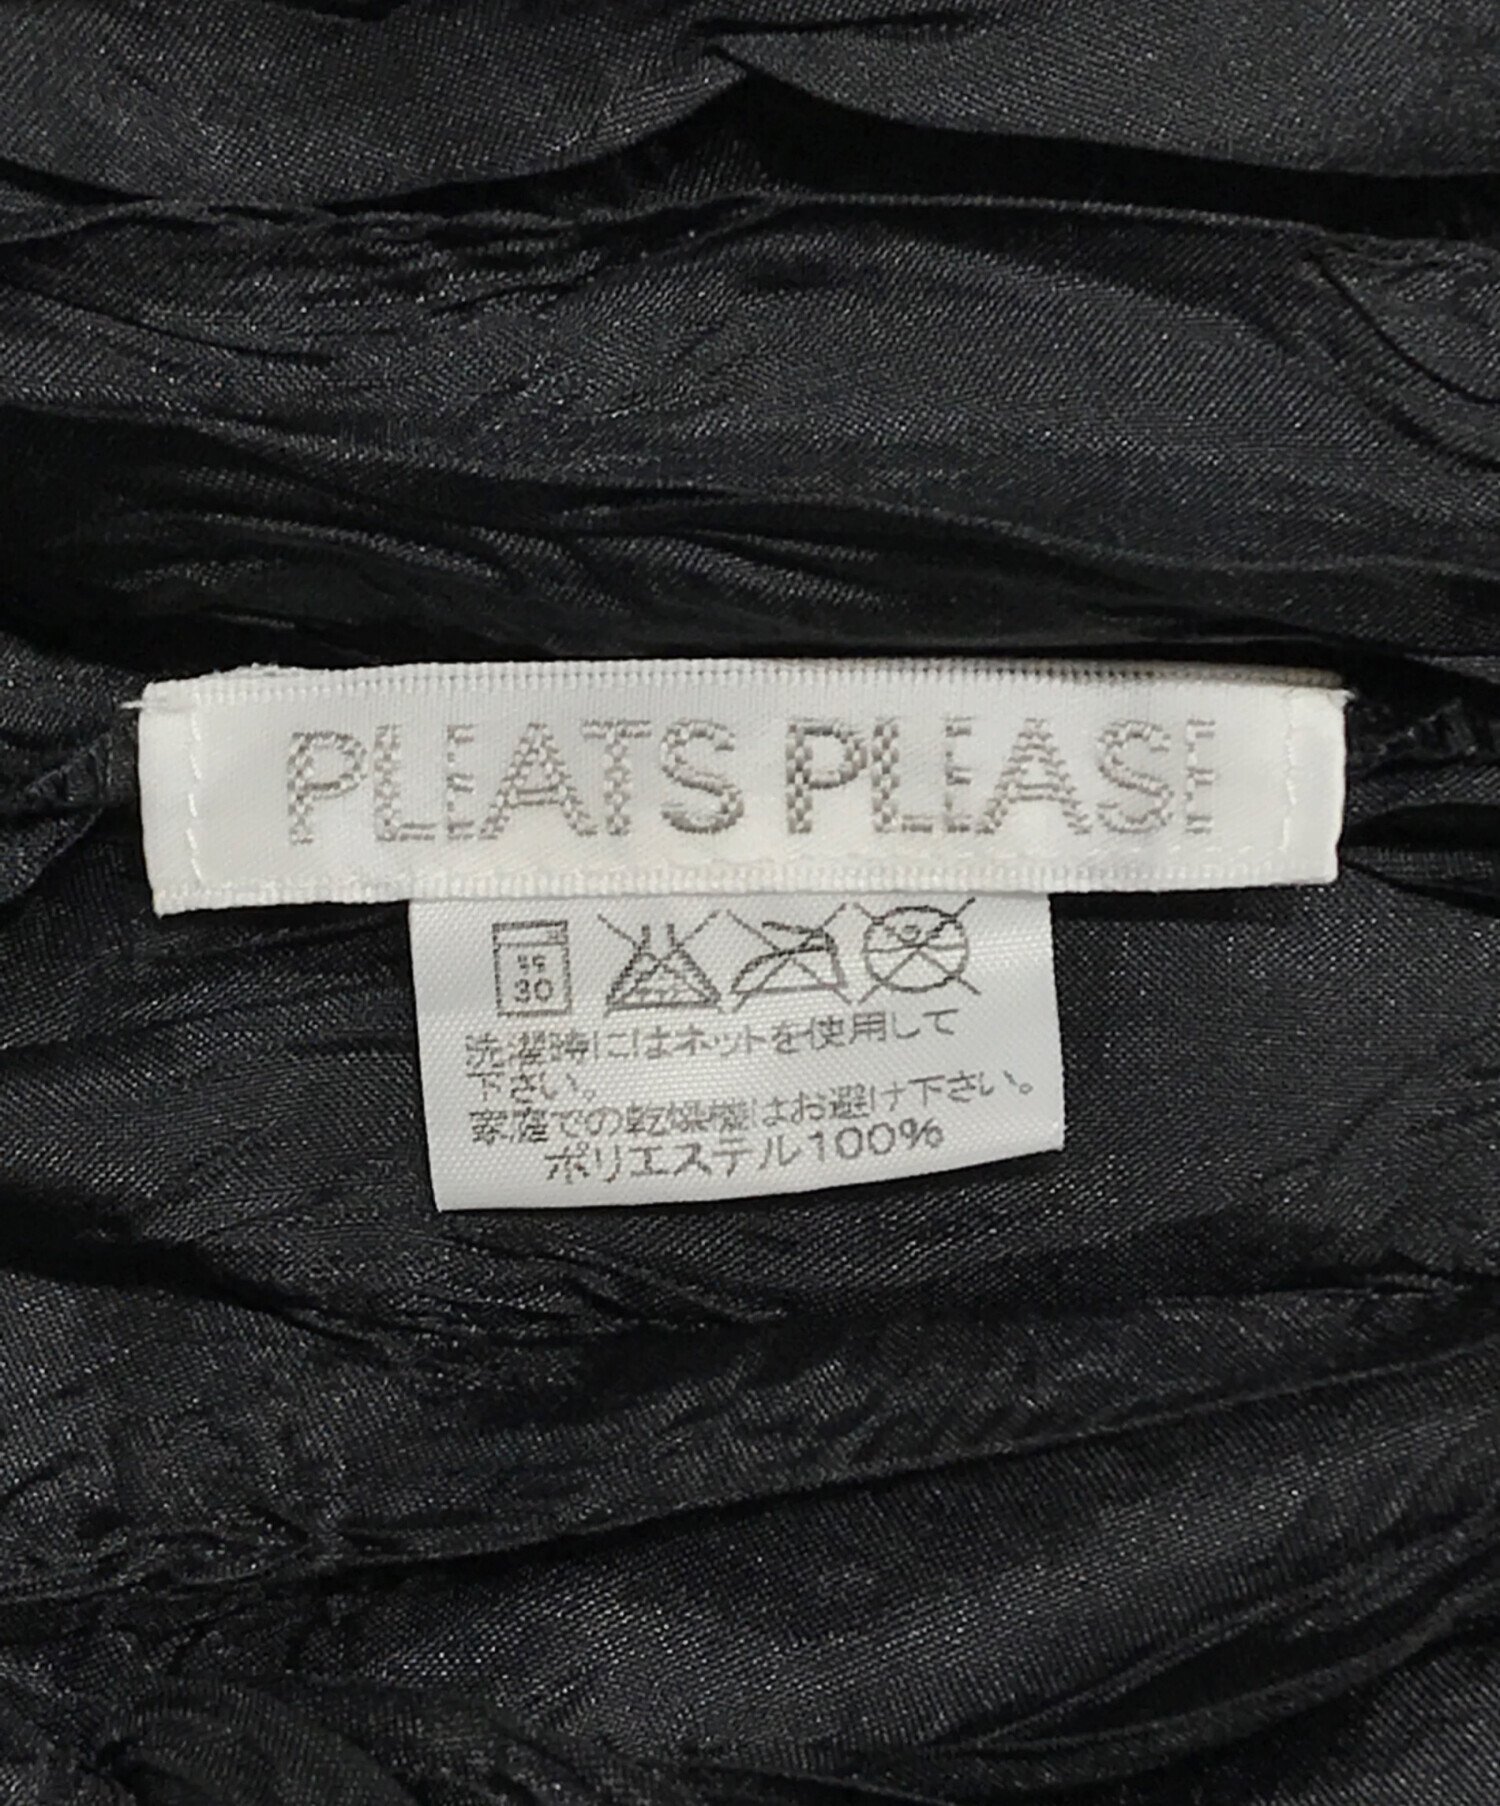 PLEATS PLEASE
30
洗濯時にはネットを使用して
下さい。
家庭での乾燥機はお避け下さい。
ポリエステル100%